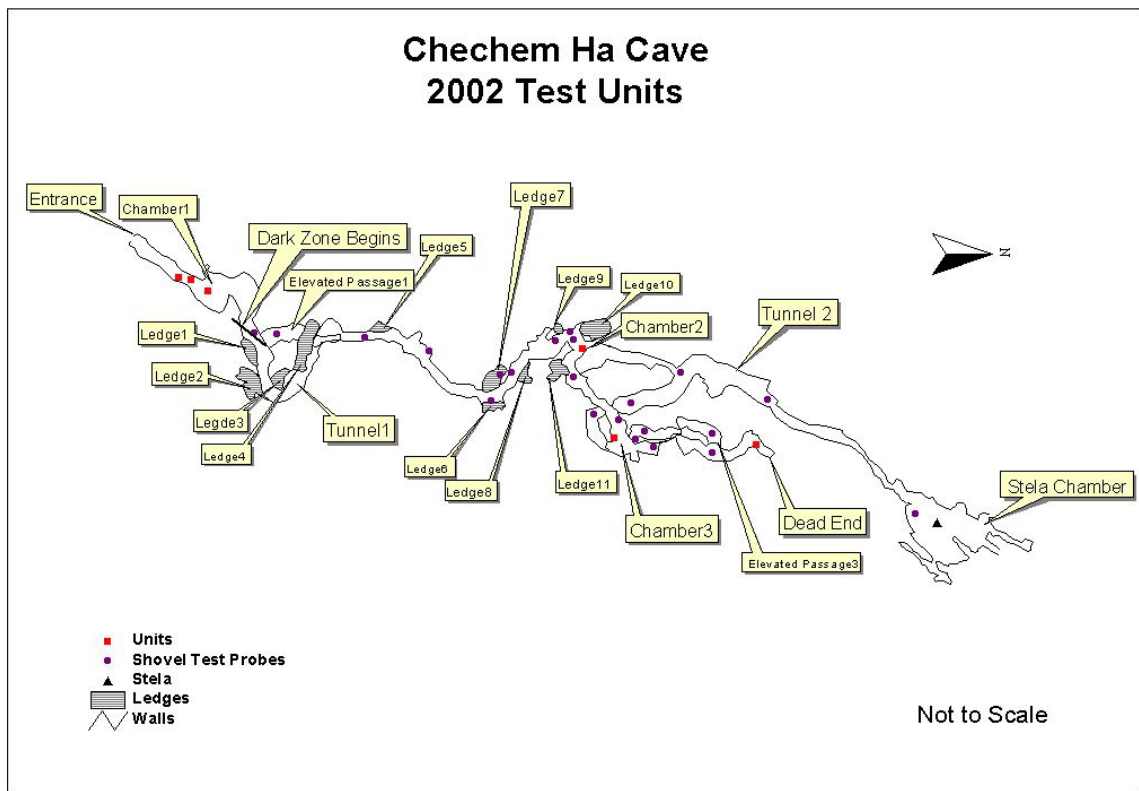 Chechem Ha Cave
2002 Test Units
Entrance
Chamber1
Dark Zone Begins
Elevated Passage1
Ledge5
Ledge7
Ledge9
Ledge10
Chamber2
Tunnel 2
N
Ledge1
Ledge2
Legde3
Ledge4
Tunnel1
Ledge6
Ledge8
Ledge11
Chamber3
Dead End
Elevated Passage3
Stela Chamber
Units
Shovel Test Probes
Stela
Ledges
Walls
Not to Scale